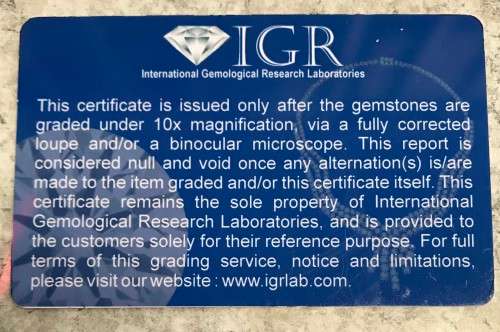 IGR
International Gemological Research Laboratories
This certificate is issued only after the gemstones are
graded under 10x magnification, via a fully corrected
loupe and/or a binocular microscope. This report is
considered null and void once any alternation(s) is/are
made to the item graded and/or this certificate itself. This
certificate remains the sole property of International
Gemological Research Laboratories, and is provided to
the customers solely for their reference purpose. For full
terms of this grading service, notice and limitations,
please visit our website : www.igrlab.com.